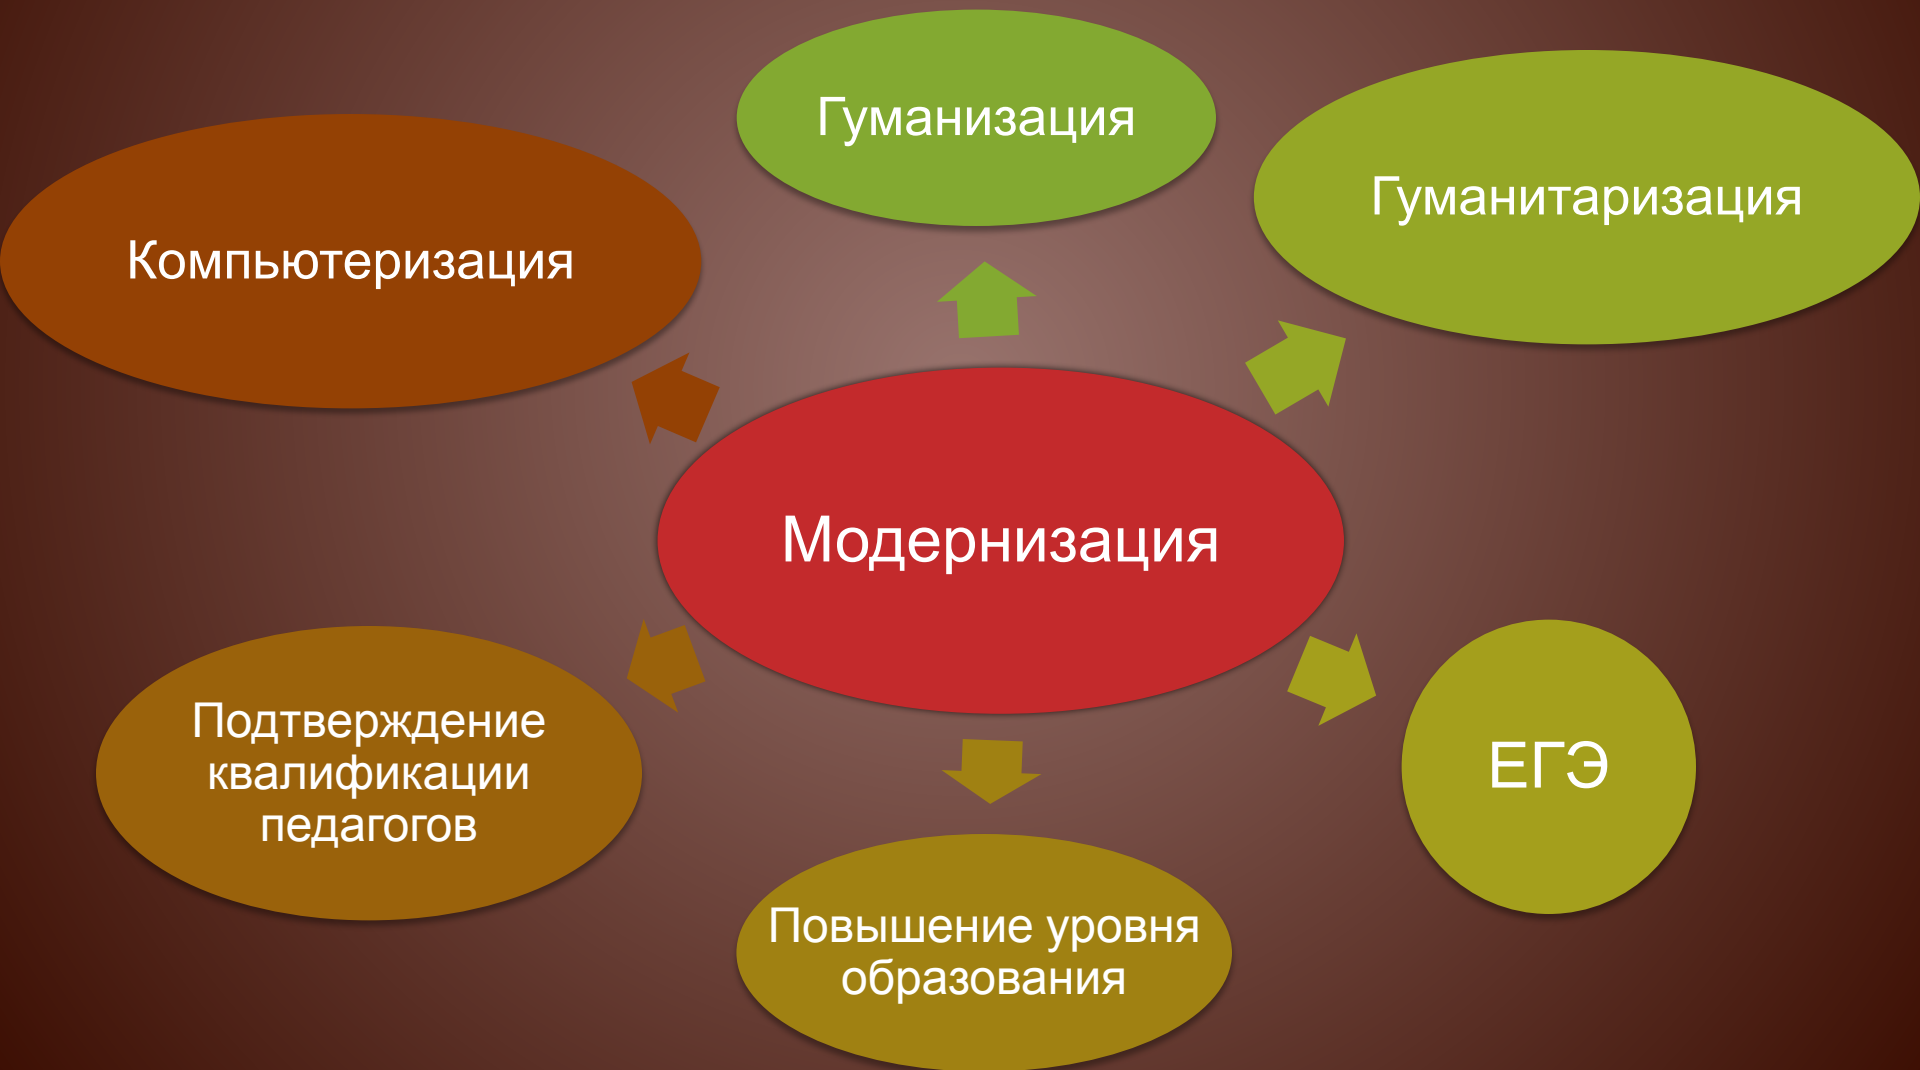 Гуманизация
Гуманитаризация
Компьютеризация
Модернизация
Подтверждение
квалификации
педагогов
ЕГЭ
Повышение уровня
образования